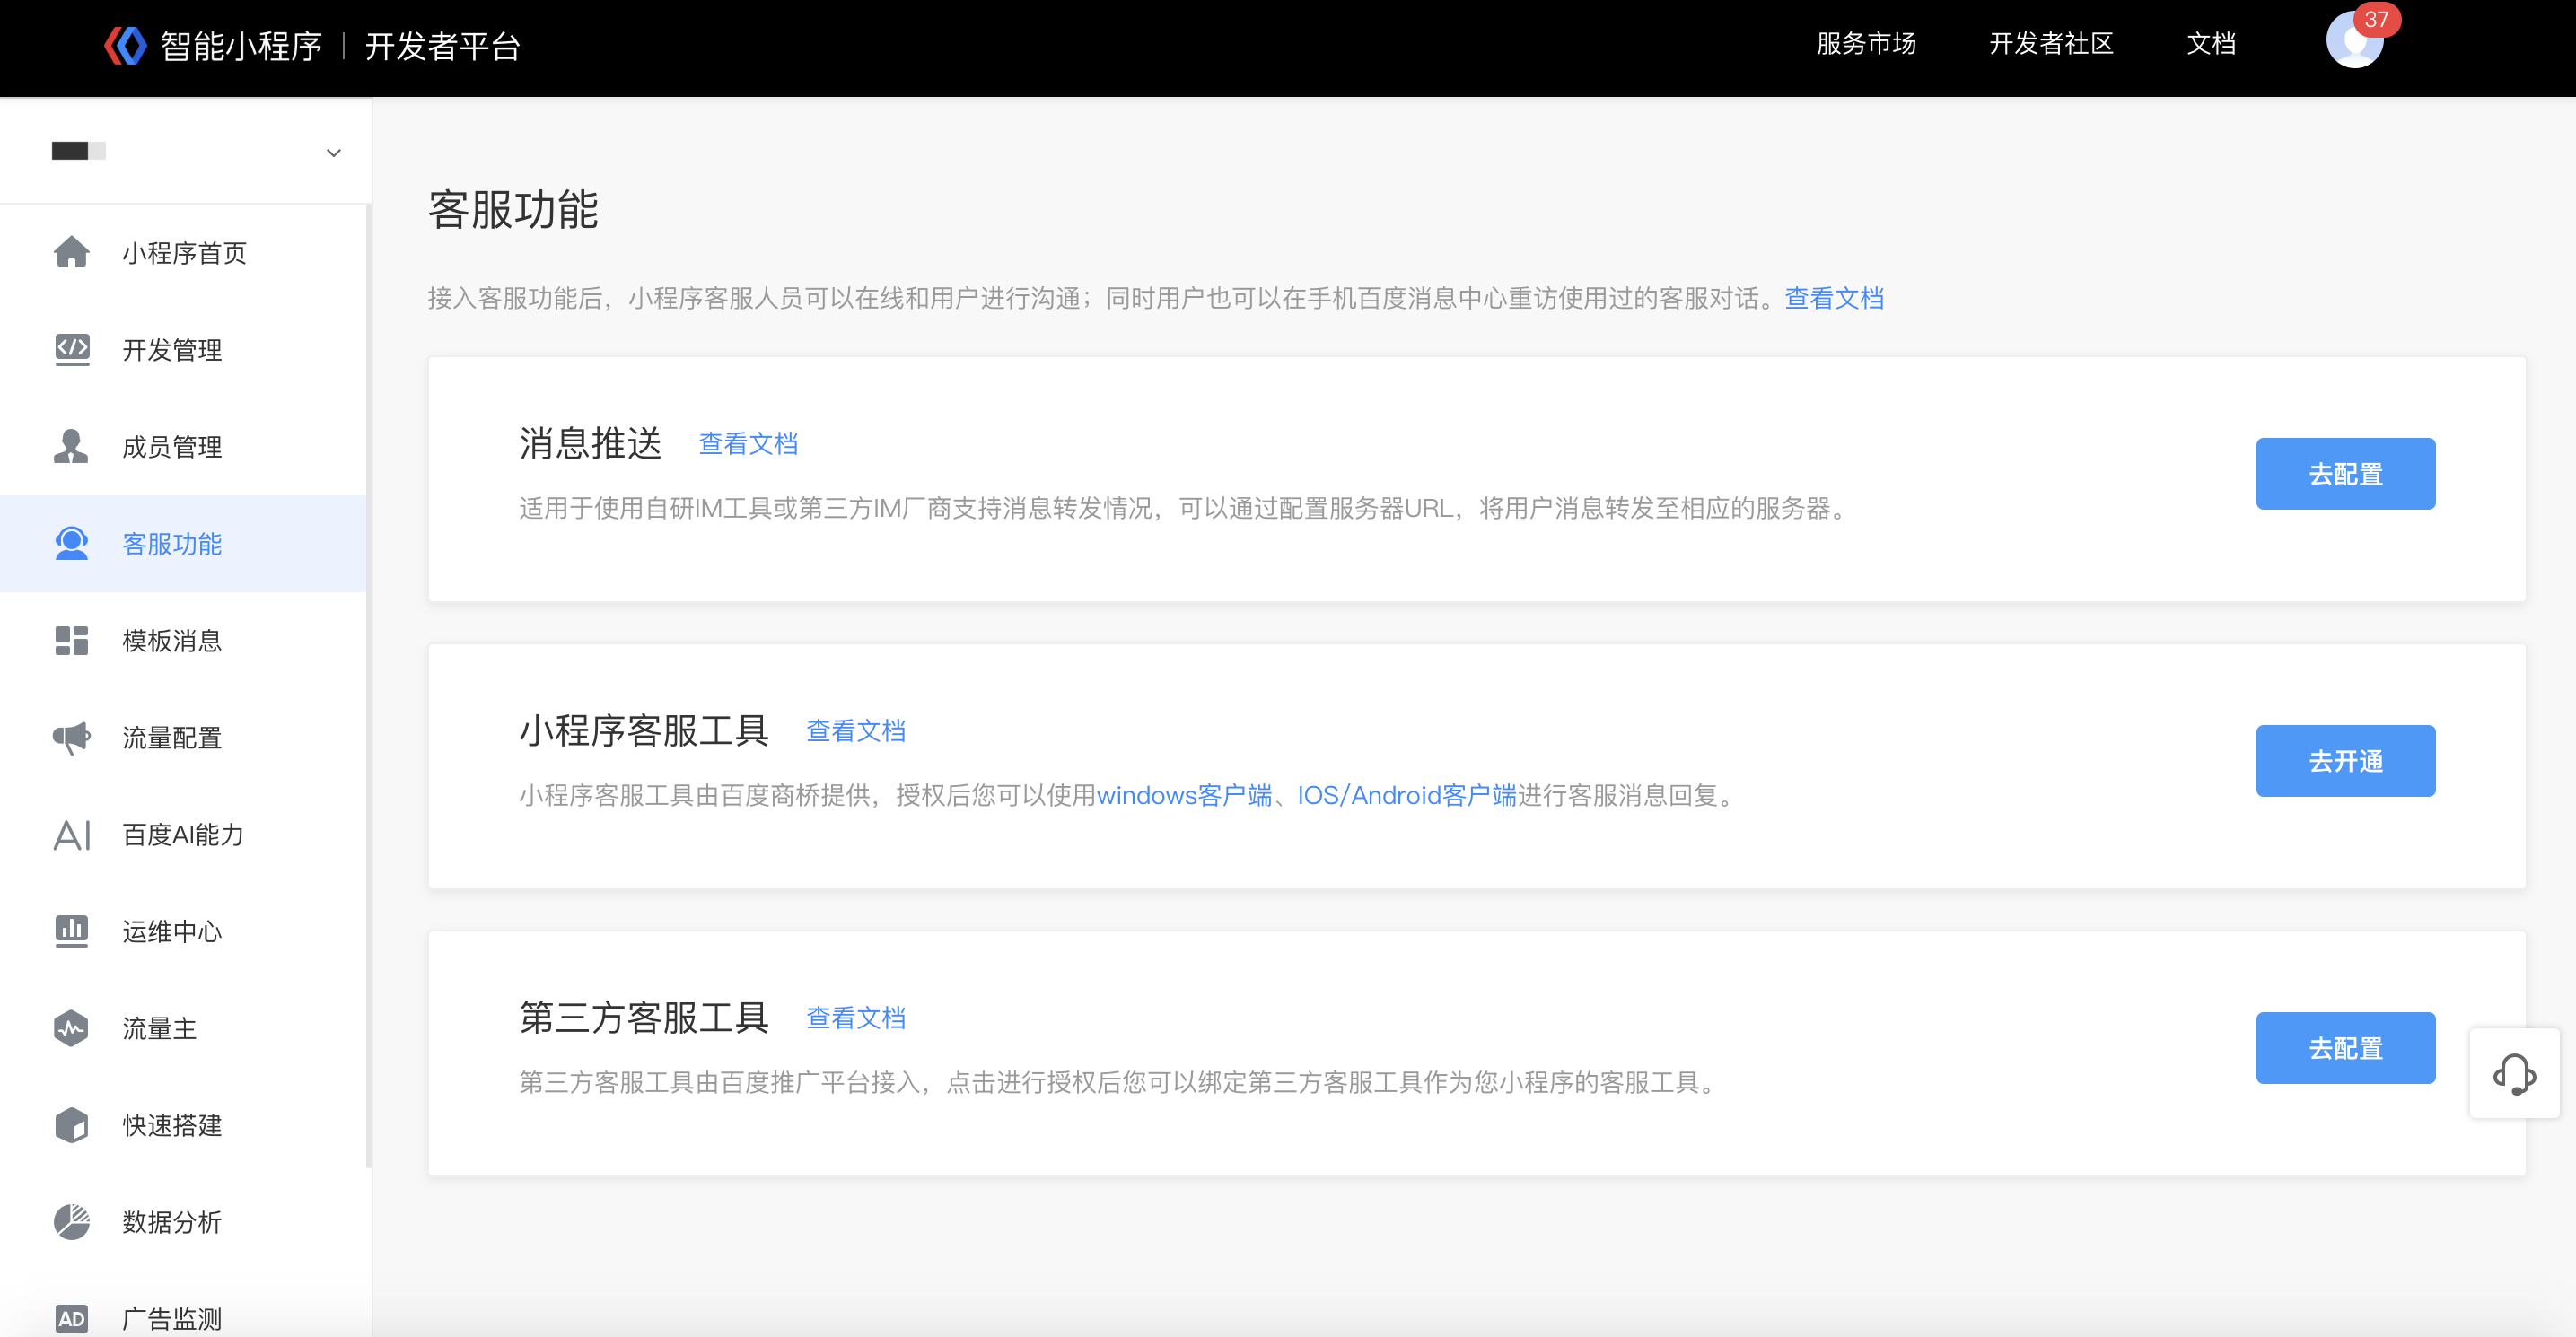 智能小程序 | 开发者平台
服务市场 开发者社区 文档 37
小程序首页
开发管理
成员管理
客服功能
模板消息
流量配置
AI 百度AI能力
运维中心
流量主
快速搭建
数据分析
AD 广告监测
客服功能
接入客服功能后，小程序客服人员可以在线和用户进行沟通；同时用户也可以在手机百度消息中心重访使用过的客服对话。查看文档
消息推送 查看文档
适用于使用自研IM工具或第三方IM厂商支持消息转发情况，可以通过配置服务器URL，将用户消息转发至相应的服务器。
去配置
小程序客服工具 查看文档
小程序客服工具由百度商桥提供，授权后您可以使用windows客户端、IOS/Android客户端进行客服消息回复。
去开通
第三方客服工具 查看文档
第三方客服工具由百度推广平台接入，点击进行授权后您可以绑定第三方客服工具作为您小程序的客服工具。
去配置